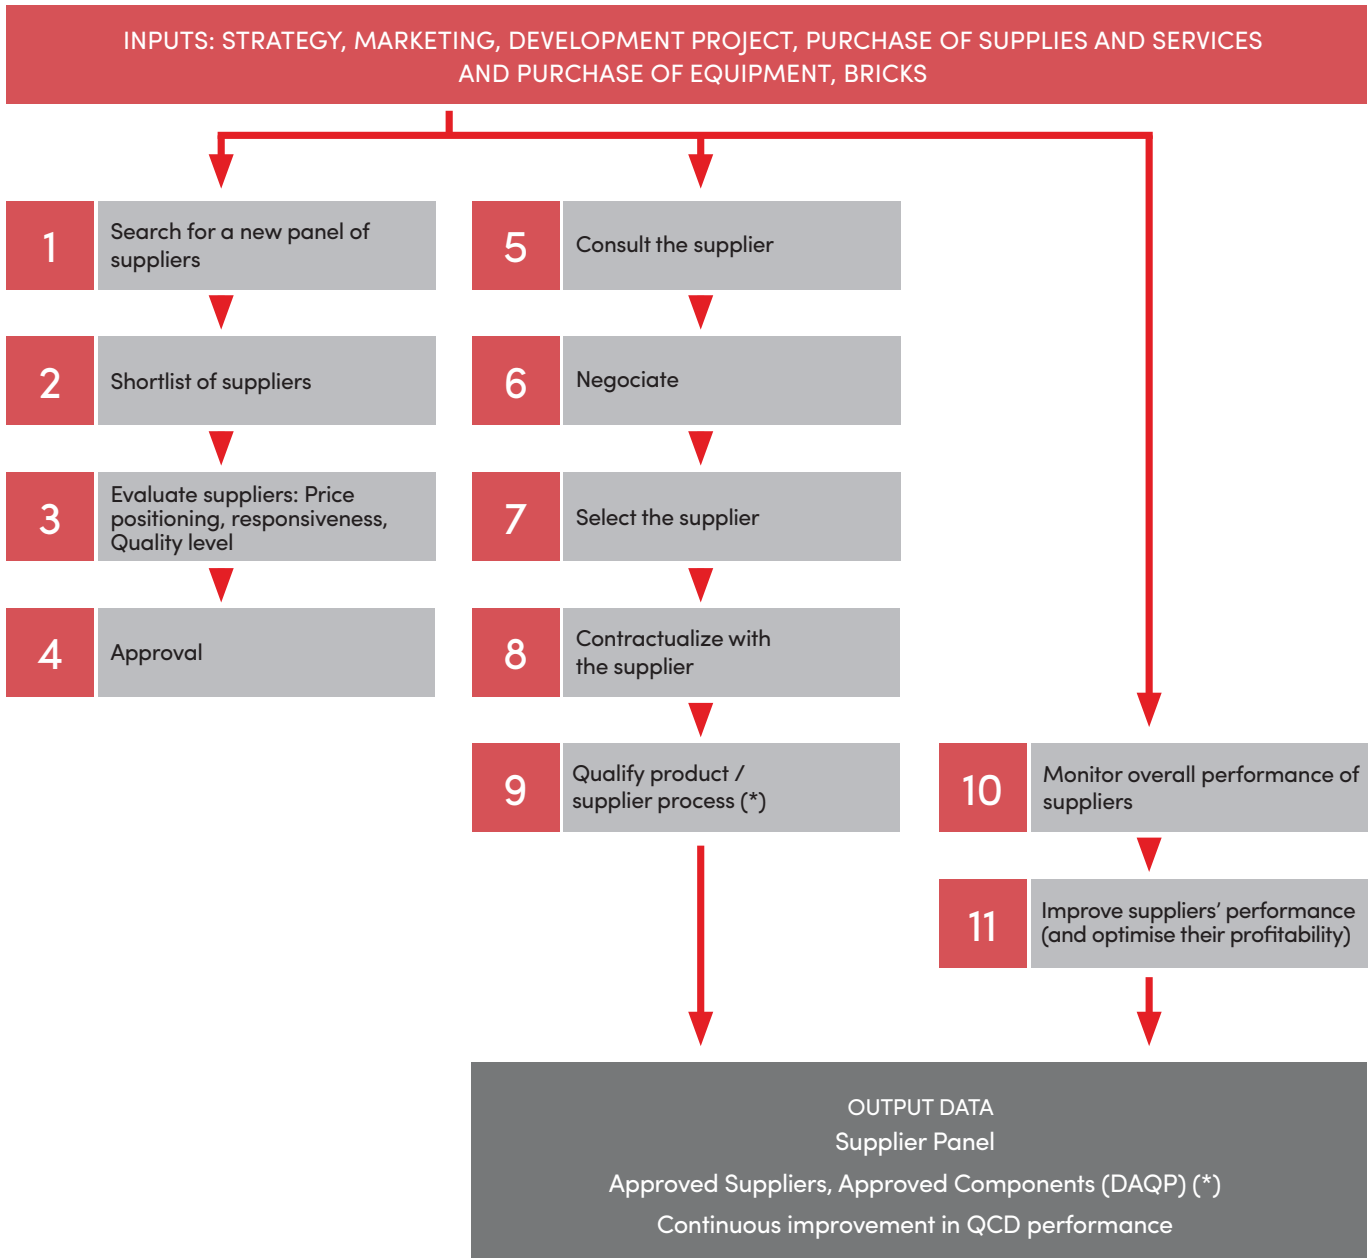 INPUTS: STRATEGY, MARKETING, DEVELOPMENT PROJECT, PURCHASE OF SUPPLIES AND SERVICES
AND PURCHASE OF EQUIPMENT, BRICKS
1
Search for a new panel of
suppliers
2
Shortlist of suppliers
3
Evaluate suppliers: Price
positioning, responsiveness,
Quality level
4
Approval
5
Consult the supplier
6
Negociate
7
Select the supplier
8
Contractualize with
the supplier
9
Qualify product /
supplier process (*)
10
Monitor overall performance of
suppliers
11
Improve suppliers’ performance
(and optimise their profitability)
OUTPUT DATA
Supplier Panel
Approved Suppliers, Approved Components (DAQP) (*)
Continuous improvement in QCD performance